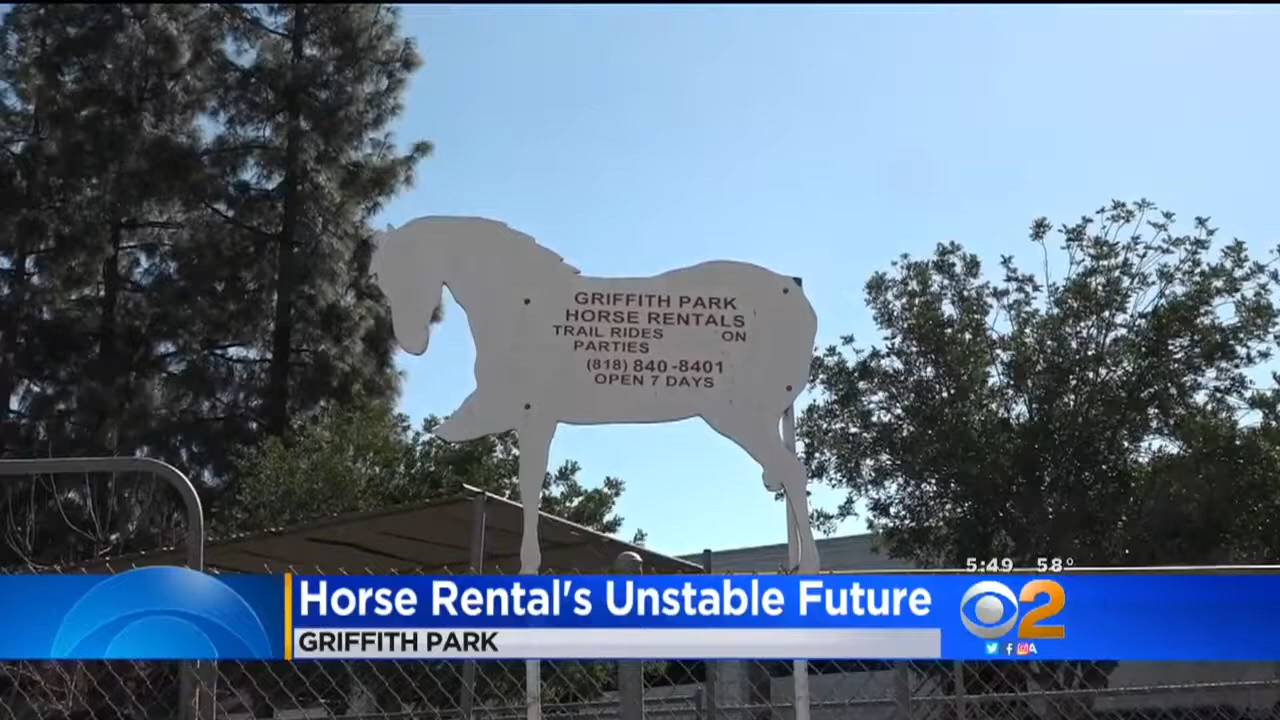 GRIFFITH PARK
HORSE RENTALS
TRAIL RIDES ON
PARTIES
(818) 840-8401
OPEN 7 DAYS
5:49 58°
Horse Rental's Unstable Future
GRIFFITH PARK
2
LA